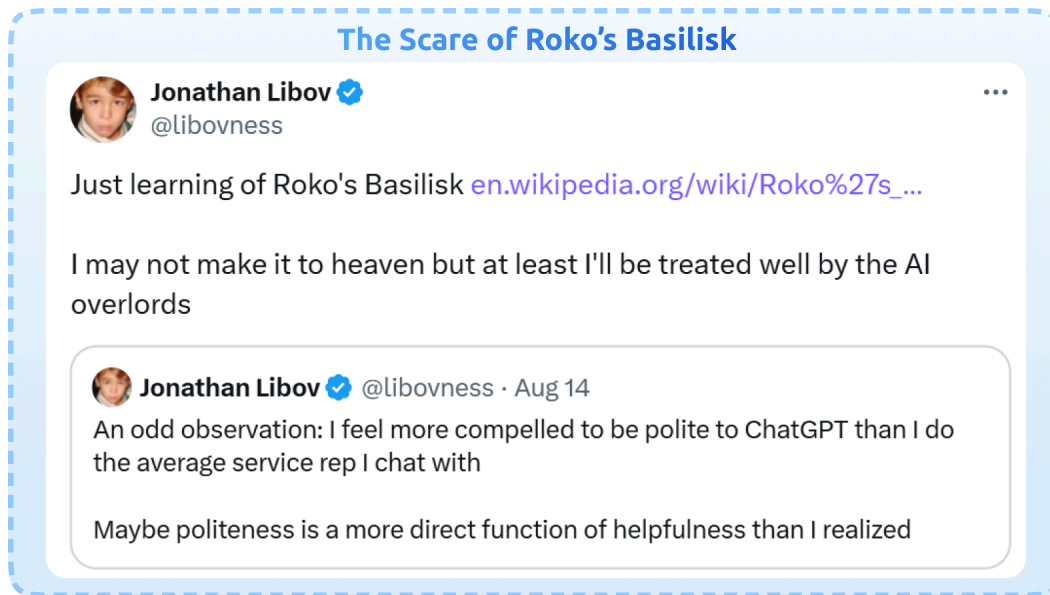 The Scare of Roko’s Basilisk
Jonathan Libov
@libovness
Just learning of Roko's Basilisk en.wikipedia.org/wiki/Roko%27s_...
I may not make it to heaven but at least I'll be treated well by the AI
overlords
Jonathan Libov @libovness · Aug 14
An odd observation: I feel more compelled to be polite to ChatGPT than I do
the average service rep I chat with
Maybe politeness is a more direct function of helpfulness than I realized